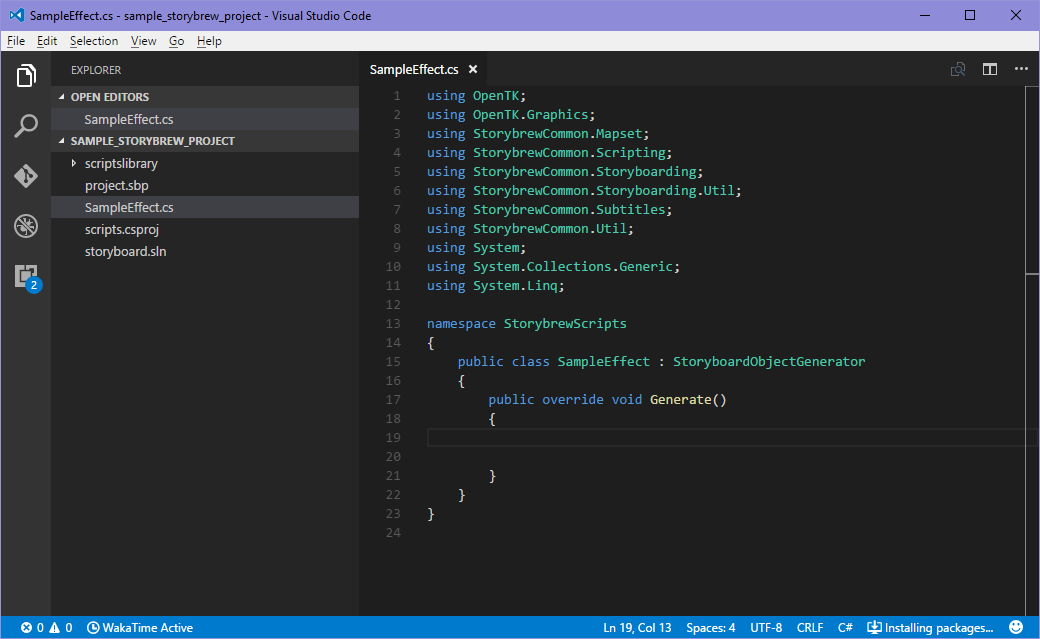 SampleEffect.cs - sample_storybrew_project - Visual Studio Code
File Edit Selection View Go Help
EXPLORER
OPEN EDITORS
SampleEffect.cs
SAMPLE_STORYBREW_PROJECT
scriptslibrary
project.sbp
SampleEffect.cs
scripts.csproj
storyboard.sln
2
SampleEffect.cs
1 using OpenTK;
2 using OpenTK.Graphics;
3 using StorybrewCommon.Mapset;
4 using StorybrewCommon.Scripting;
5 using StorybrewCommon.Storyboarding;
6 using StorybrewCommon.Storyboarding.Util;
7 using StorybrewCommon.Subtitles;
8 using StorybrewCommon.Util;
9 using System;
10 using System.Collections.Generic;
11 using System.Linq;
12
13 namespace StorybrewScripts
14 {
15     public class SampleEffect : StoryboardObjectGenerator
16     {
17         public override void Generate()
18         {
19
20
21         }
22     }
23 }
24
0 0 WakaTime Active Ln 19, Col 13 Spaces: 4 UTF-8 CRLF C# Installing packages...